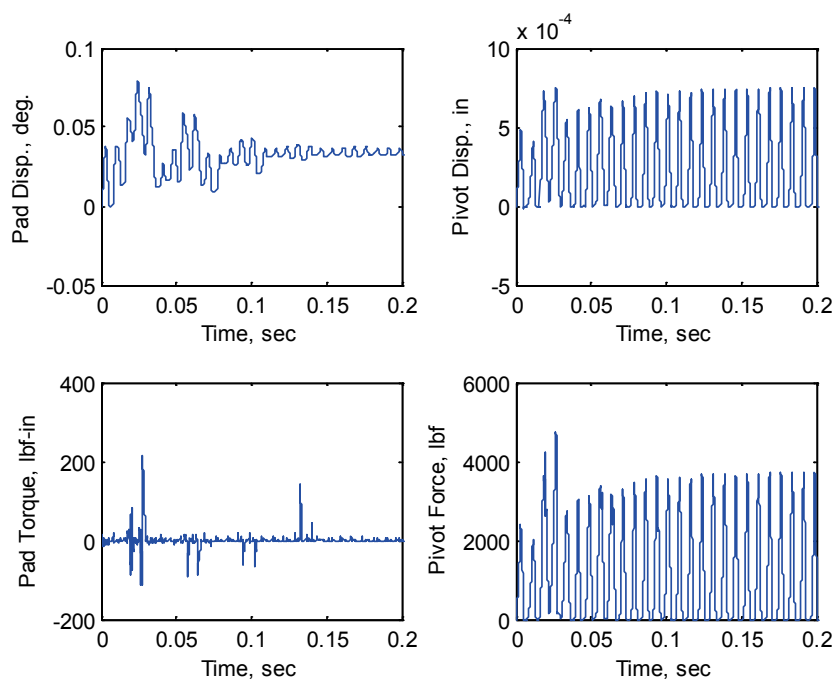 0.1
0.05
0
-0.05
Pad Disp., deg.
0 0.05 0.1 0.15 0.2
Time, sec
x 10^-4
10
5
0
-5
Pivot Disp., in
0 0.05 0.1 0.15 0.2
Time, sec
400
200
0
-200
Pad Torque, lbf-in
0 0.05 0.1 0.15 0.2
Time, sec
6000
4000
2000
0
Pivot Force, lbf
0 0.05 0.1 0.15 0.2
Time, sec